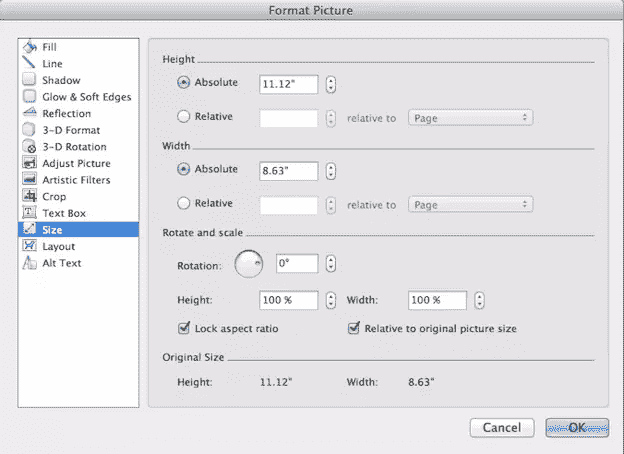 Format Picture
Fill
Line
Shadow
Glow & Soft Edges
Reflection
3-D Format
3-D Rotation
Adjust Picture
Artistic Filters
Crop
Text Box
Size
Layout
Alt Text
Height
Absolute 11.12"
Relative relative to Page
Width
Absolute 8.63"
Relative relative to Page
Rotate and scale
Rotation: 0°
Height: 100 % Width: 100 %
Lock aspect ratio Relative to original picture size
Original Size
Height: 11.12" Width: 8.63"
Cancel OK